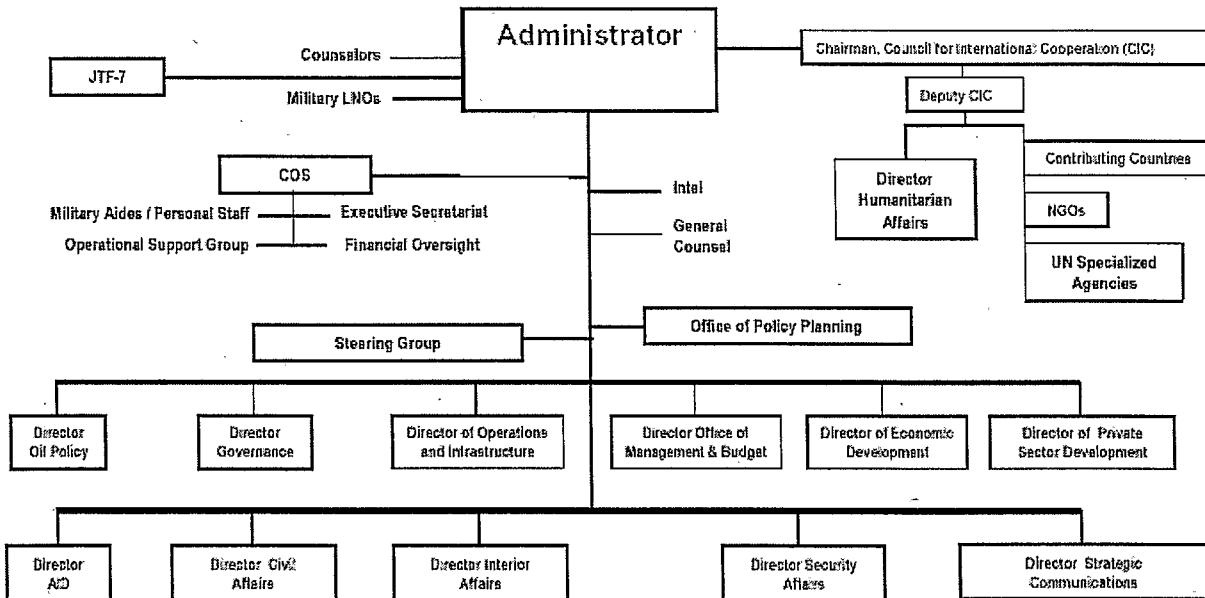 Administrator
Counselors
JTF-7
Military LNOs
Chairman, Council for International Cooperation (CIC)
Deputy CIC
Contributing Countries
Director
Humanitarian
Affairs
NGOs
UN Specialized
Agencies
COS
Military Aides / Personal Staff
Executive Secretariat
Operational Support Group
Financial Oversight
Intel
General
Counsel
Office of Policy Planning
Steering Group
Director
Oil Policy
Director
Governance
Director of Operations
and Infrastructure
Director Office of
Management & Budget
Director of Economic
Development
Director of Private
Sector Development
Director
AID
Director Civil
Affairs
Director Interior
Affairs
Director Security
Affairs
Director Strategic
Communications